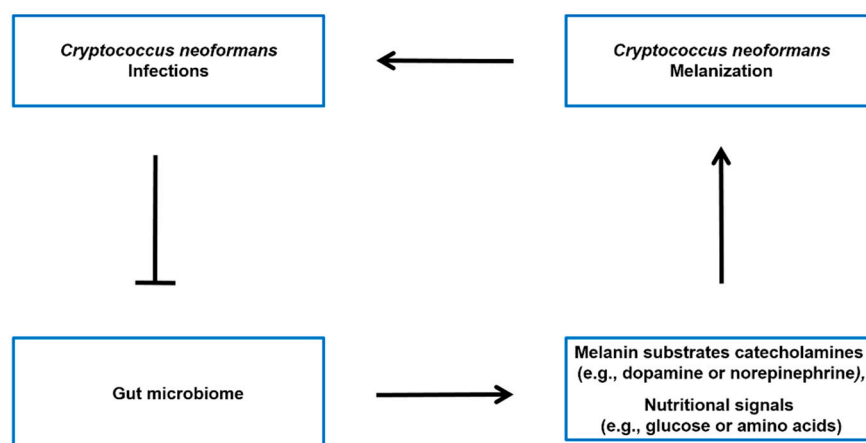 Cryptococcus neoformans
Infections
Cryptococcus neoformans
Melanization
Gut microbiome
Melanin substrates catecholamines
(e.g., dopamine or norepinephrine),
Nutritional signals
(e.g., glucose or amino acids)